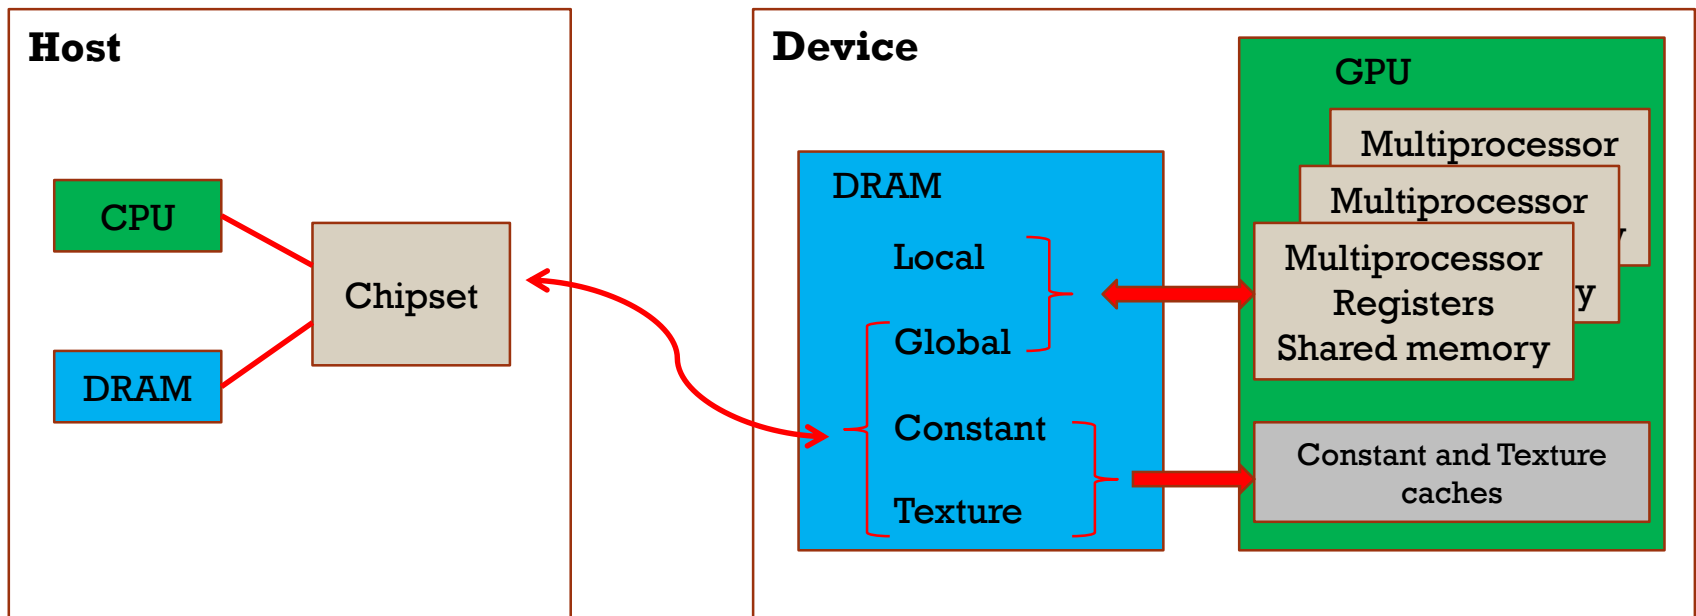 Host
CPU
Chipset
DRAM
Device
DRAM
Local
Global
Constant
Texture
GPU
Multiprocessor
Multiprocessor
y
Multiprocessor
Registers
Shared memory
y
Constant and Texture
caches